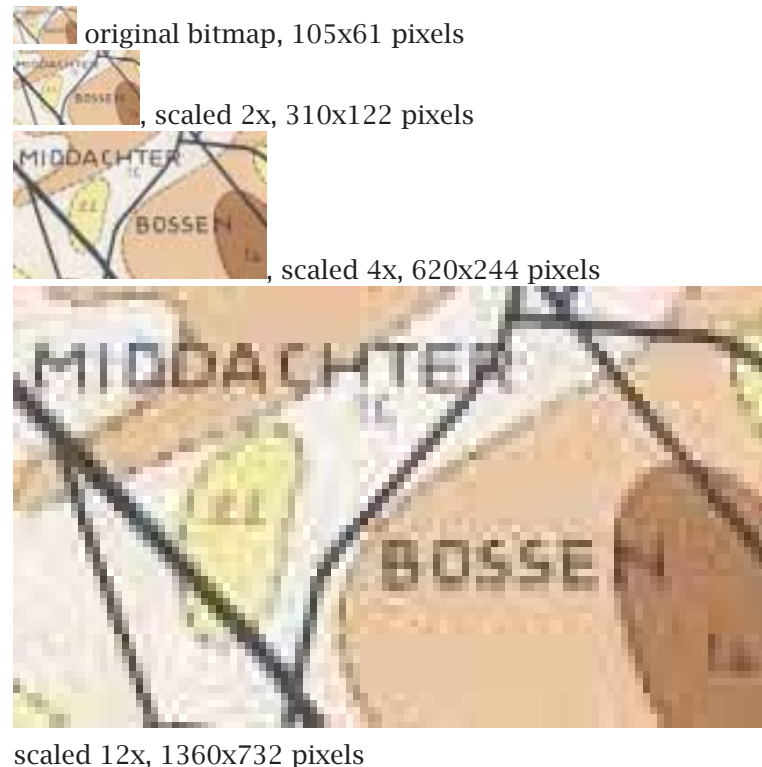 original bitmap, 105x61 pixels
MIDDACHTER
BOSSEN
, scaled 2x, 310x122 pixels
MIDDACHTER
BOSSEN
, scaled 4x, 620x244 pixels
MIDDACHTER
BOSSEN
scaled 12x, 1360x732 pixels